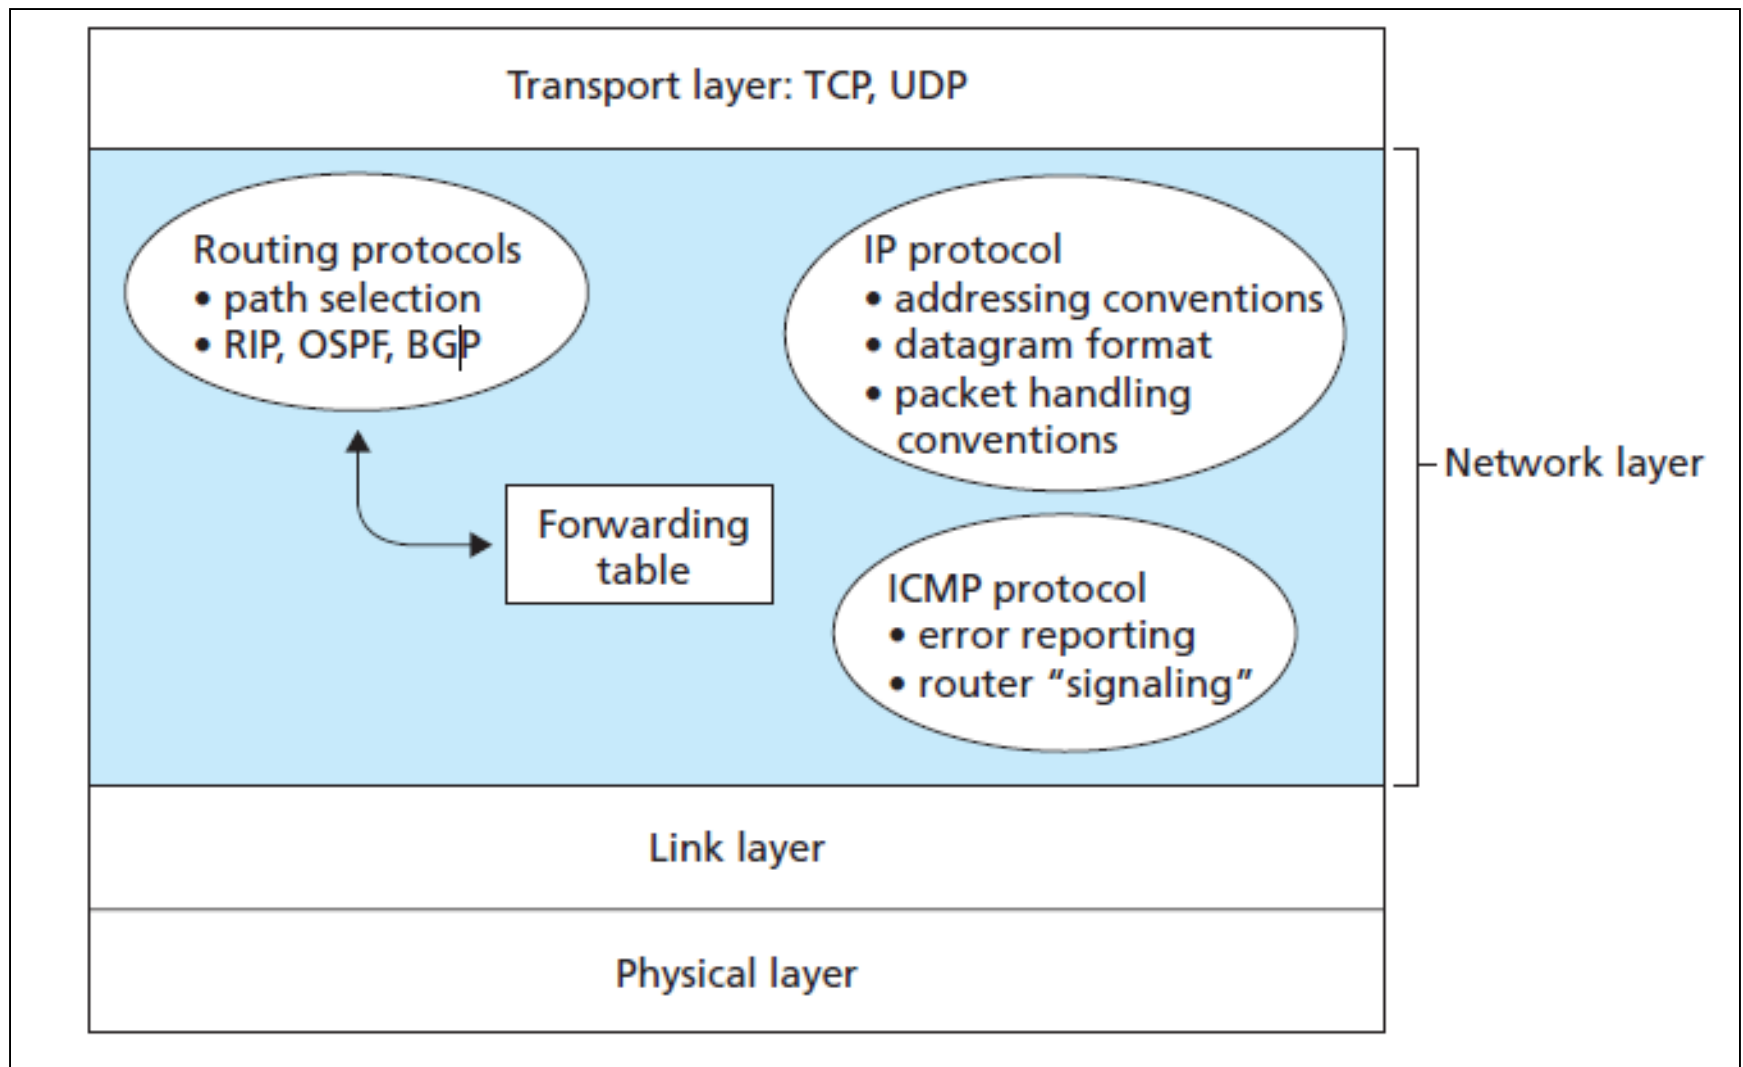 Transport layer: TCP, UDP
Routing protocols
• path selection
• RIP, OSPF, BGP
IP protocol
• addressing conventions
• datagram format
• packet handling
conventions
Network layer
Forwarding
table
ICMP protocol
• error reporting
• router “signaling”
Link layer
Physical layer